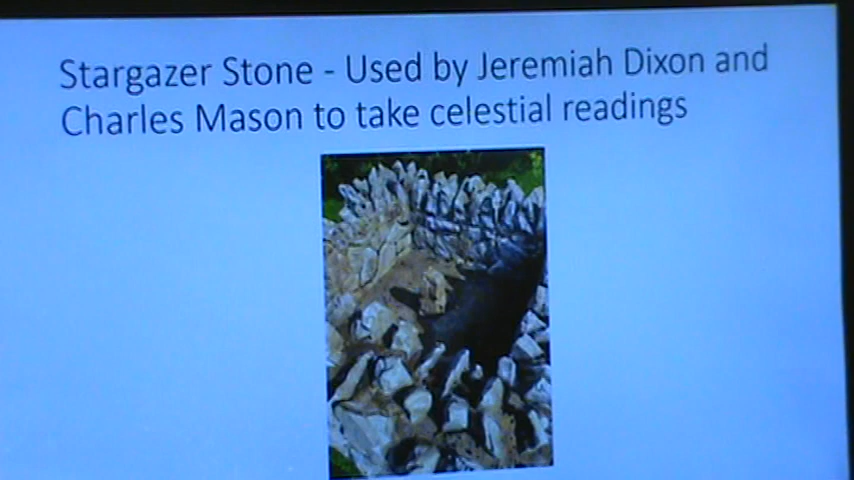 Stargazer Stone - Used by Jeremiah Dixon and
Charles Mason to take celestial readings